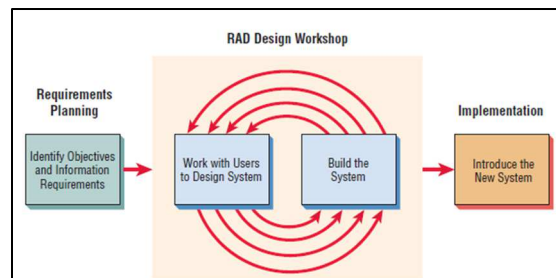 RAD Design Workshop
Requirements
Planning
Implementation
Identify Objectives
and Information
Requirements
Work with Users
to Design System
Build the
System
Introduce the
New System